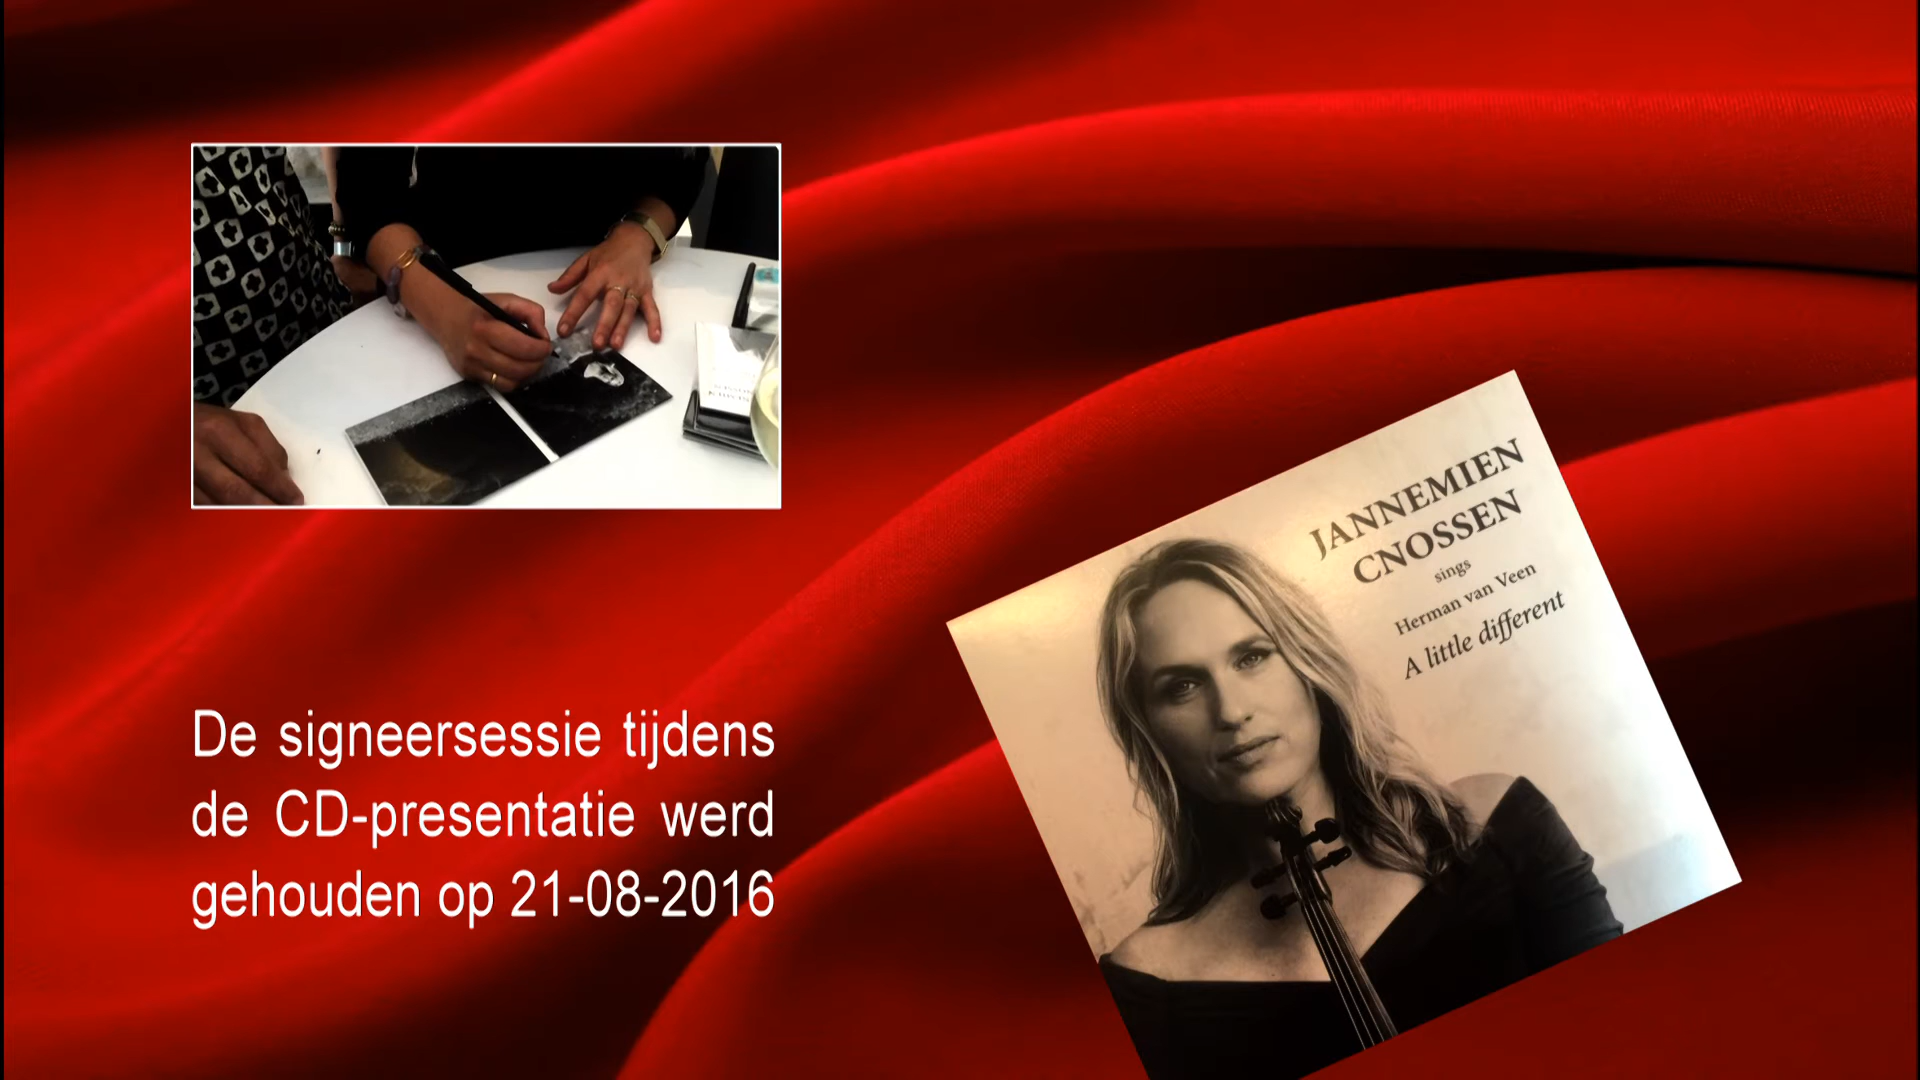 De signeersessie tijdens
de CD-presentatie werd
gehouden op 21-08-2016
JANNEMIEN
CNOSSEN
sings
Herman van Veen
A little different